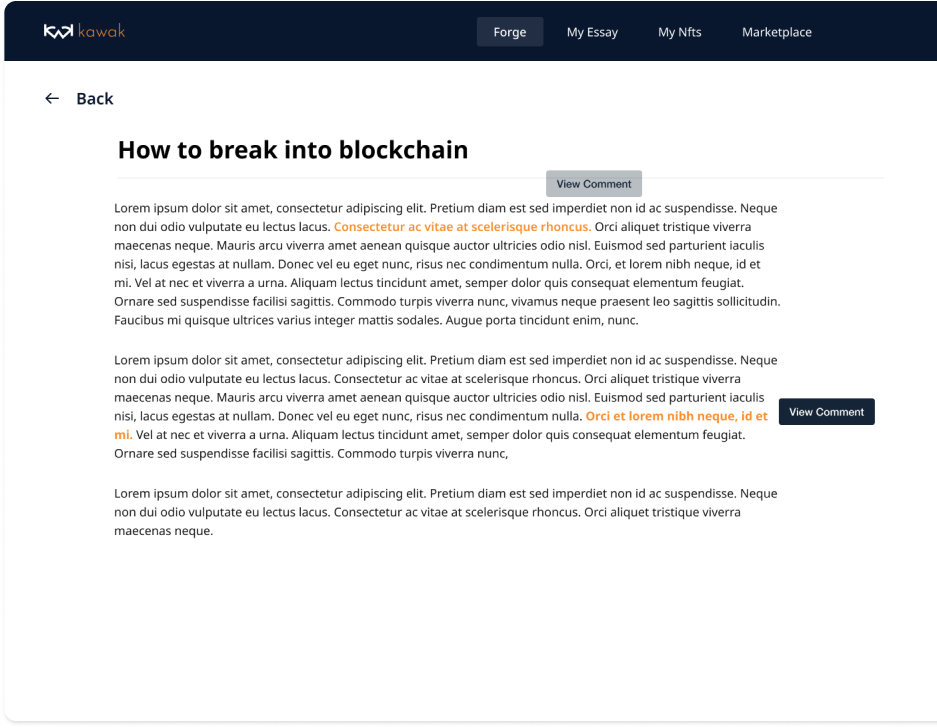 kawak
Forge
My Essay
My Nfts
Marketplace
Back
How to break into blockchain
View Comment
Lorem ipsum dolor sit amet, consectetur adipiscing elit. Pretium diam est sed imperdiet non id ac suspendisse. Neque
non dui odio vulputate eu lectus lacus. Consectetur ac vitae at scelerisque rhoncus. Orci aliquet tristique viverra
maecenas neque. Mauris arcu viverra amet aenean quisque auctor ultricies odio nisl. Euismod sed parturient iaculis
nisi, lacus egestas at nullam. Donec vel eu eget nunc, risus nec condimentum nulla. Orci, et lorem nibh neque, id et
mi. Vel at nec et viverra a urna. Aliquam lectus tincidunt amet, semper dolor quis consequat elementum feugiat.
Ornare sed suspendisse facilisi sagittis. Commodo turpis viverra nunc, vivamus neque praesent leo sagittis sollicitudin.
Faucibus mi quisque ultrices varius integer mattis sodales. Augue porta tincidunt enim, nunc.
Lorem ipsum dolor sit amet, consectetur adipiscing elit. Pretium diam est sed imperdiet non id ac suspendisse. Neque
non dui odio vulputate eu lectus lacus. Consectetur ac vitae at scelerisque rhoncus. Orci aliquet tristique viverra
maecenas neque. Mauris arcu viverra amet aenean quisque auctor ultricies odio nisl. Euismod sed parturient iaculis
nisi, lacus egestas at nullam. Donec vel eu eget nunc, risus nec condimentum nulla. Orci et lorem nibh neque, id et
View Comment
mi. Vel at nec et viverra a urna. Aliquam lectus tincidunt amet, semper dolor quis consequat elementum feugiat.
Ornare sed suspendisse facilisi sagittis. Commodo turpis viverra nunc,
Lorem ipsum dolor sit amet, consectetur adipiscing elit. Pretium diam est sed imperdiet non id ac suspendisse. Neque
non dui odio vulputate eu lectus lacus. Consectetur ac vitae at scelerisque rhoncus. Orci aliquet tristique viverra
maecenas neque.